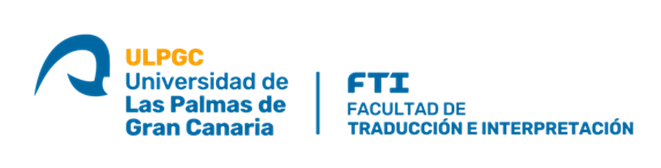 ULPGC
Universidad de
Las Palmas de
Gran Canaria
FTI
FACULTAD DE
TRADUCCIÓN E INTERPRETACIÓN